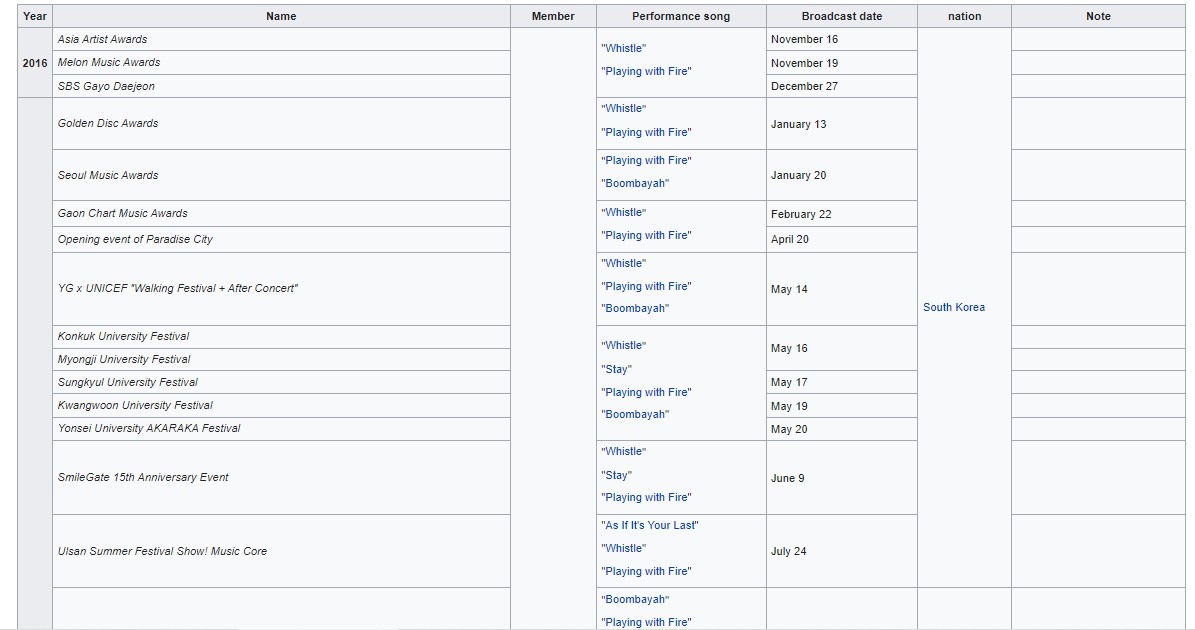 Year Name Member Performance song Broadcast date nation Note
2016
Asia Artist Awards
"Whistle"
"Playing with Fire"
November 16
South Korea
Melon Music Awards
November 19
SBS Gayo Daejeon
December 27
Golden Disc Awards
"Whistle"
"Playing with Fire"
January 13
Seoul Music Awards
"Playing with Fire"
"Boombayah"
January 20
Gaon Chart Music Awards
"Whistle"
"Playing with Fire"
February 22
Opening event of Paradise City
April 20
YG x UNICEF "Walking Festival + After Concert"
"Whistle"
"Playing with Fire"
"Boombayah"
May 14
Konkuk University Festival
"Whistle"
"Stay"
"Playing with Fire"
"Boombayah"
May 16
Myongji University Festival
Sungkyul University Festival
May 17
Kwangwoon University Festival
May 19
Yonsei University AKARAKA Festival
May 20
SmileGate 15th Anniversary Event
"Whistle"
"Stay"
"Playing with Fire"
June 9
Ulsan Summer Festival Show! Music Core
"As If It's Your Last"
"Whistle"
"Playing with Fire"
July 24
"Boombayah"
"Playing with Fire"